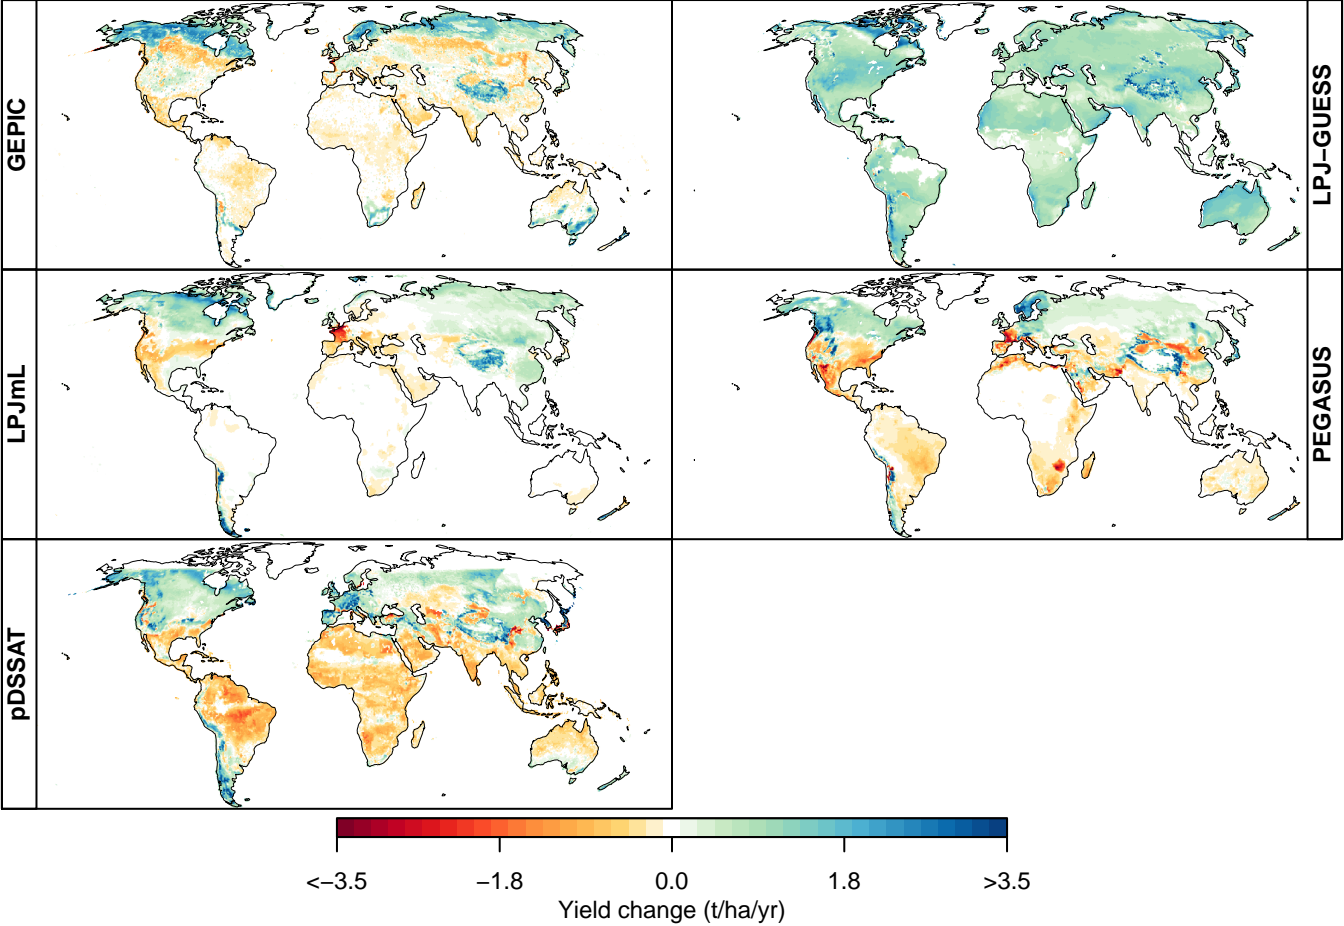 GEPIC
LPJ−GUESS
LPJmL
PEGASUS
pDSSAT
<−3.5
−1.8
0.0
1.8
>3.5
Yield change (t/ha/yr)